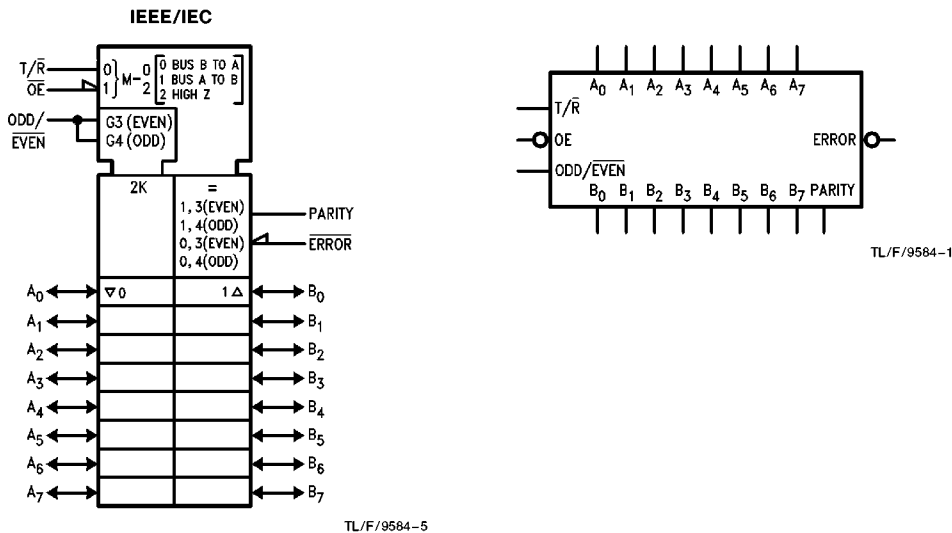 IEEE/IEC
T/R̅
O̅E̅
ODD/
E̅V̅E̅N̅
0
1
} M – 0
2
0 BUS B TO A
1 BUS A TO B
2 HIGH Z
G3 (EVEN)
G4 (ODD)
2K
=
1, 3(EVEN)
1, 4(ODD)
0, 3(EVEN)
0, 4(ODD)
PARITY
E̅R̅R̅O̅R̅
A0 ▽ 0 1 △ B0
A1 B1
A2 B2
A3 B3
A4 B4
A5 B5
A6 B6
A7 B7
TL/F/9584–5
A0 A1 A2 A3 A4 A5 A6 A7
T/R̅
OE
ERROR
ODD/E̅V̅E̅N̅
B0 B1 B2 B3 B4 B5 B6 B7 PARITY
TL/F/9584–1